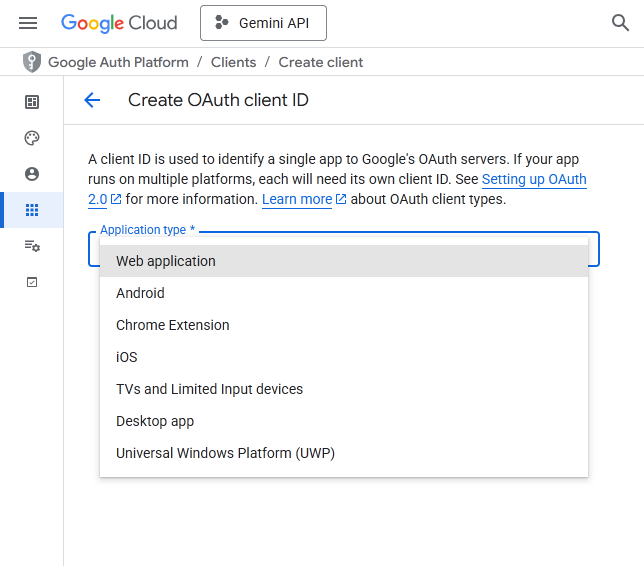 Google Cloud
Gemini API
Google Auth Platform / Clients / Create client
Create OAuth client ID
A client ID is used to identify a single app to Google's OAuth servers. If your app
runs on multiple platforms, each will need its own client ID. See Setting up OAuth
2.0 for more information. Learn more about OAuth client types.
Application type *
Web application
Android
Chrome Extension
iOS
TVs and Limited Input devices
Desktop app
Universal Windows Platform (UWP)